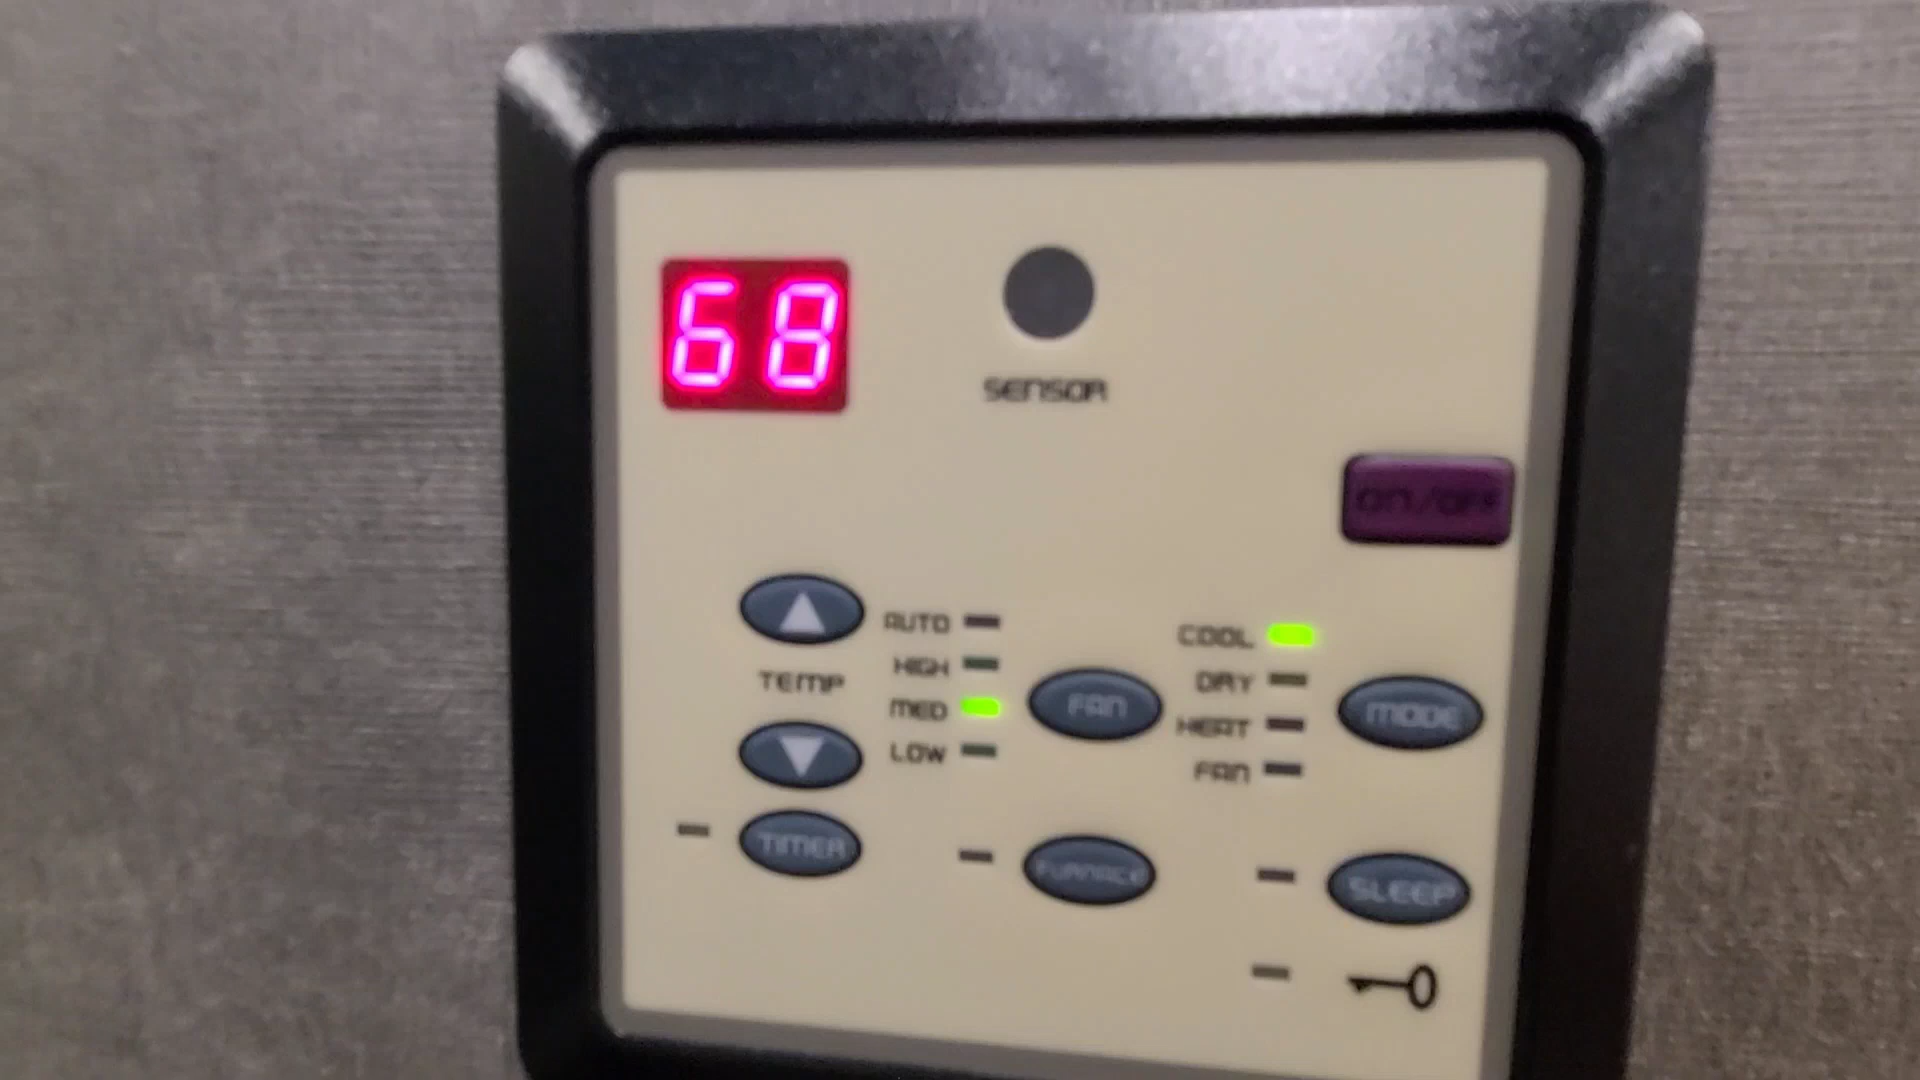 68
SENSOR
ON/OFF
AUTO
HIGH
MED
LOW
TEMP
FAN
COOL
DRY
HEAT
FAN
MODE
TIMER
FURNACE
SLEEP